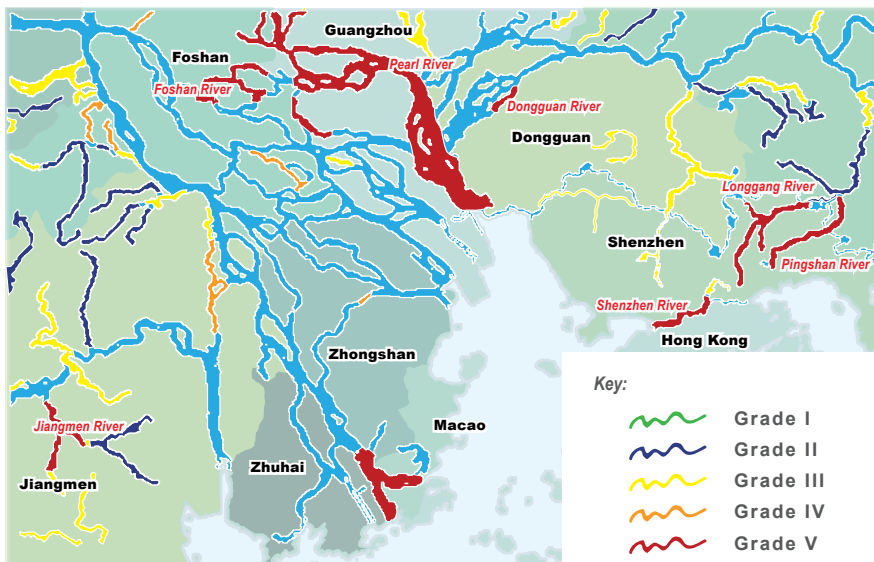 Guangzhou
Foshan
Pearl River
Foshan River
Dongguan River
Dongguan
Longgang River
Shenzhen
Pingshan River
Shenzhen River
Hong Kong
Zhongshan
Jiangmen River
Macao
Zhuhai
Jiangmen
Key:
Grade I
Grade II
Grade III
Grade IV
Grade V